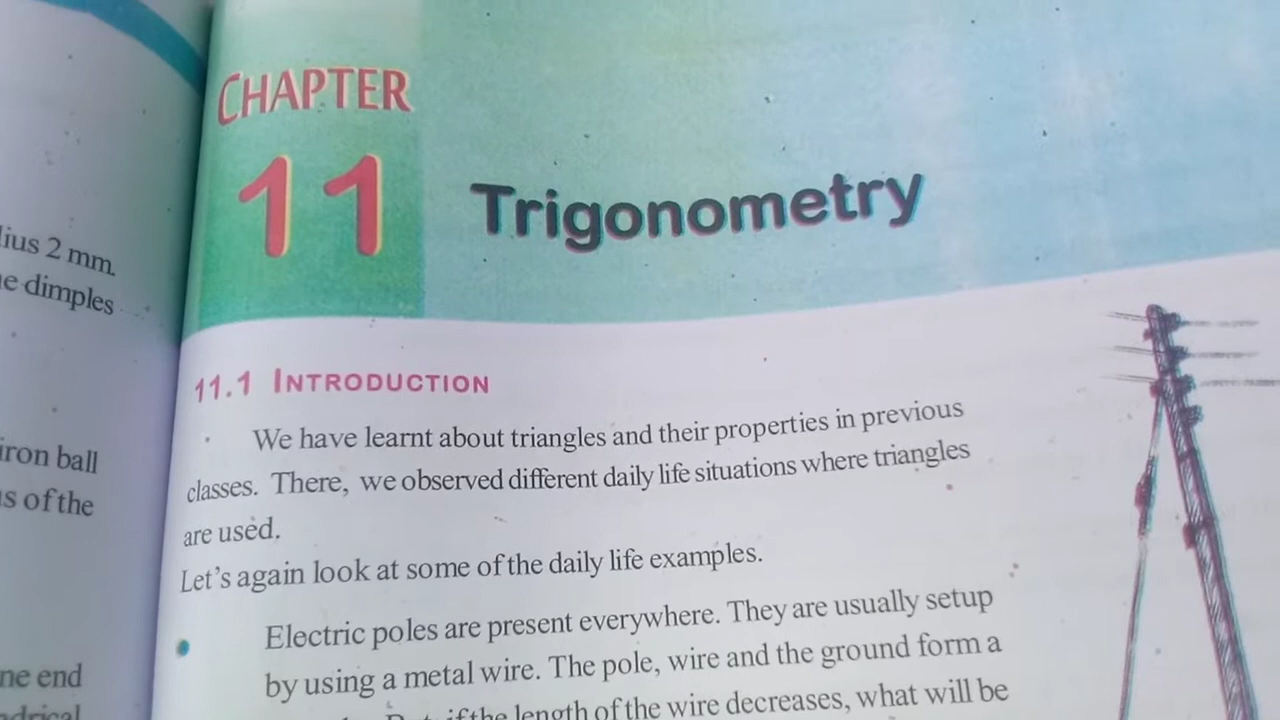 ius 2 mm.
dimples
iron ball
s of the
ne end
CHAPTER
11
Trigonometry
11.1 INTRODUCTION
We have learnt about triangles and their properties in previous
classes. There, we observed different daily life situations where triangles
are used.
Let's again look at some of the daily life examples.
Electric poles are present everywhere. They are usually setup
by using a metal wire. The pole, wire and the ground form a
if the length of the wire decreases, what will be